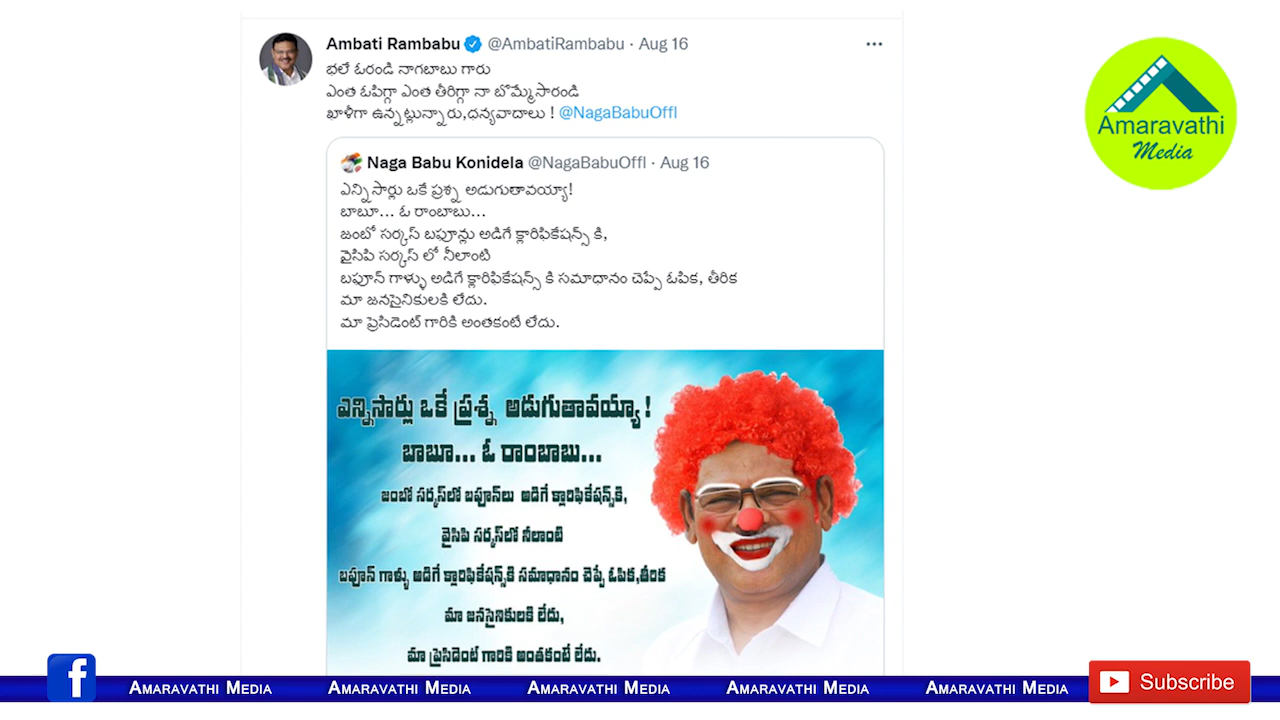 Ambati Rambabu @AmbatiRambabu · Aug 16
భలే ఓరండి నాగబాబు గారు
ఎంత ఓపిగ్గా ఎంత తీరిగ్గా నా బొమ్మేసారండి
ఖాళీగా ఉన్నట్లున్నారు,ధన్యవాదాలు ! @NagaBabuOffl
Naga Babu Konidela @NagaBabuOffl · Aug 16
ఎన్ని సార్లు ఒకే ప్రశ్న అడుగుతావయ్యా!
బాబూ... ఓ రాంబాబు...
జంబో సర్కస్ బఫూన్లు అడిగే క్లారిఫికేషన్స్ కి,
వైసిపి సర్కస్ లో నీలాంటి
బఫూన్ గాళ్ళు అడిగే క్లారిఫికేషన్స్ కి సమాదానం చెప్పే ఓపిక, తీరిక
మా జనసైనికులకి లేదు.
మా ప్రెసిడెంట్ గారికి అంతకంటే లేదు.
ఎన్నిసార్లు ఒకే ప్రశ్న అడుగుతావయ్యా !
బాబూ... ఓ రాంబాబు...
జంబో సర్కస్‌లో బఫూన్‌లు అడిగే క్లారిఫికేషన్స్‌కి,
వైసిపి సర్కస్‌లో నీలాంటి
బఫూన్ గాళ్ళు అడిగే క్లారిఫికేషన్స్‌కి సమాధానం చెప్పే ఓపిక,తీరిక
మా జనసైనికులకి లేదు,
మా ప్రైసిడెంట్ గారికి అంతకంటే లేదు.
Amaravathi
Media
f
Amaravathi Media Amaravathi Media Amaravathi Media Amaravathi Media Amaravathi Media
Subscribe